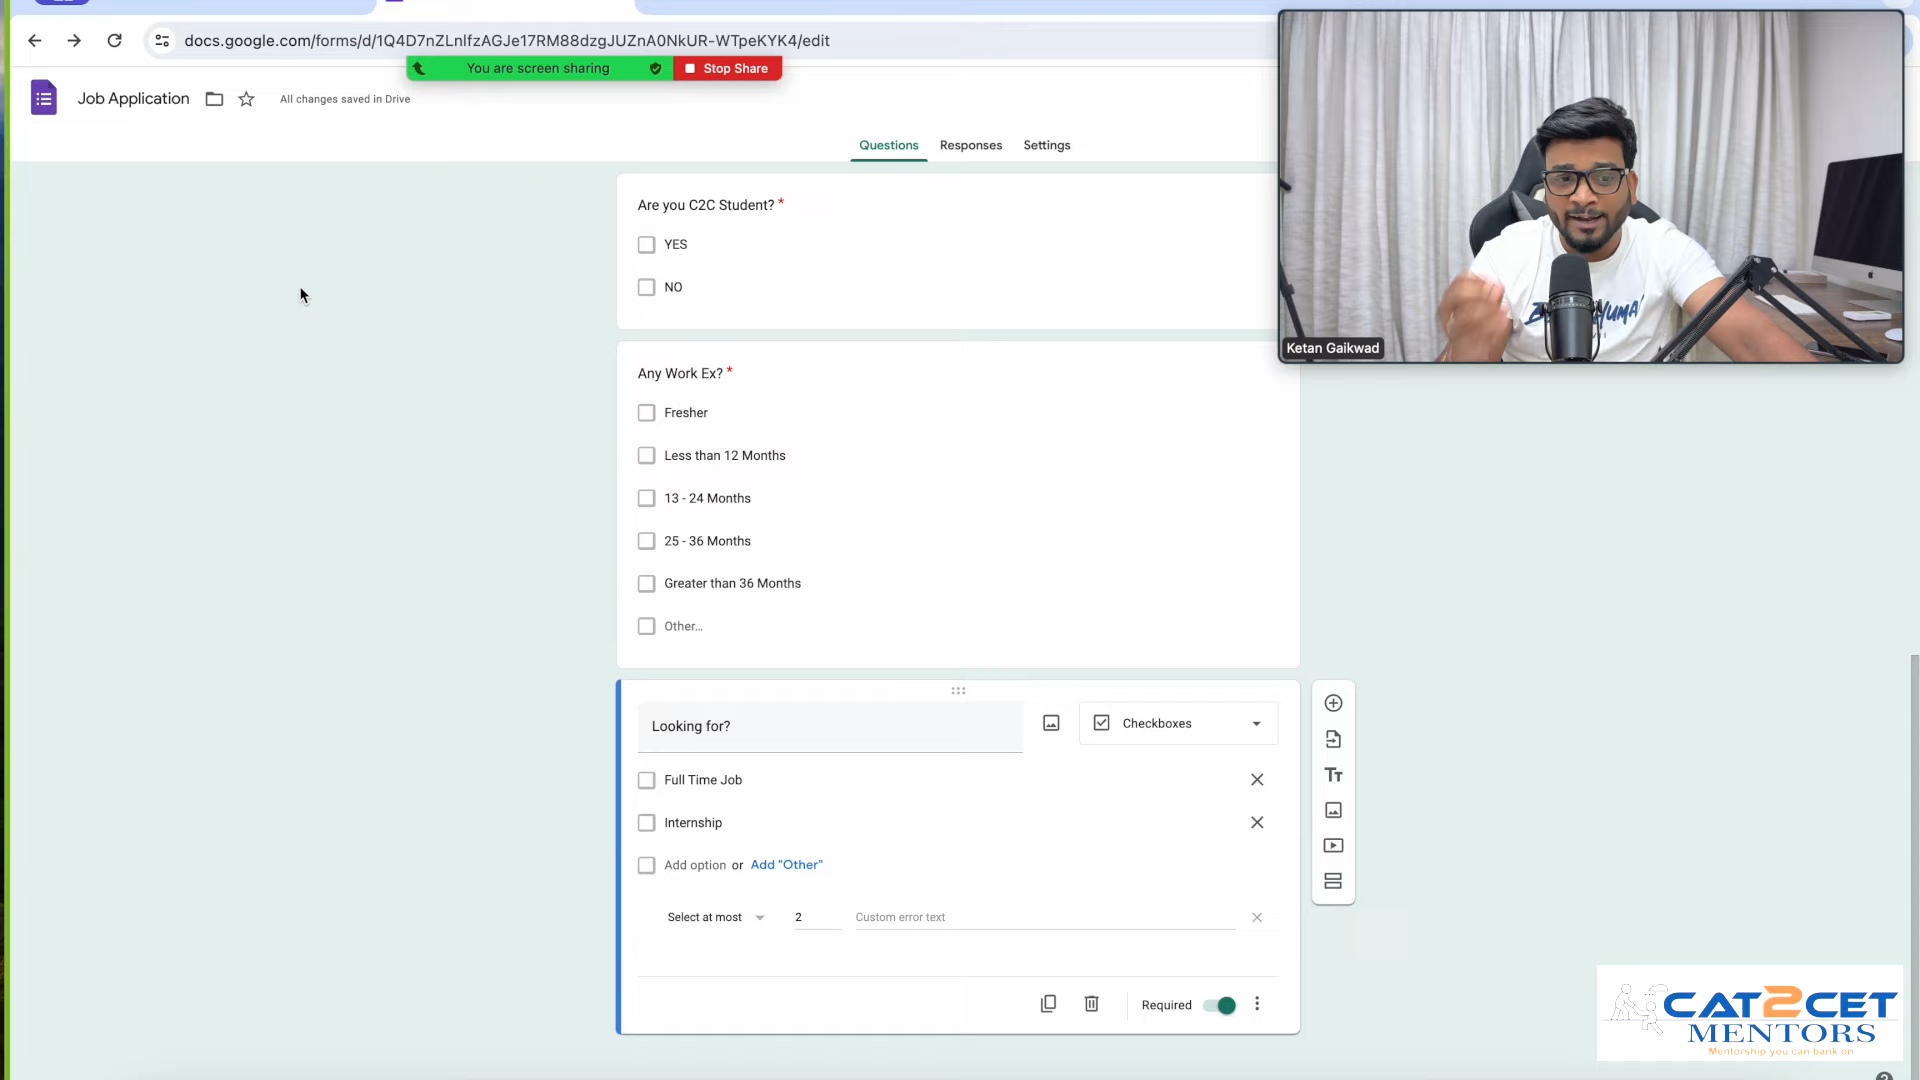 docs.google.com/forms/d/1Q4D7nZLnlfzAGJe17RM88dzgJUZnA0NkUR-WTpeKYK4/edit
You are screen sharing
Stop Share
Job Application
All changes saved in Drive
Questions
Responses
Settings
Are you C2C Student? *
YES
NO
Ketan Gaikwad
Any Work Ex? *
Fresher
Less than 12 Months
13 - 24 Months
25 - 36 Months
Greater than 36 Months
Other...
Looking for?
Checkboxes
Full Time Job
Internship
Add option or Add "Other"
Select at most
2
Custom error text
Required
CAT2CET
MENTORS
Mentorship you can bank on